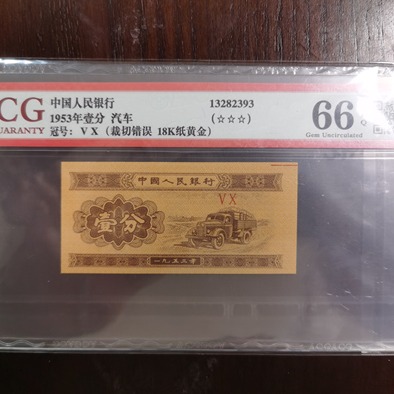 CG
UARANTY
中国人民银行
1953年壹分 汽车
冠号: V X (裁切错误 18K纸黄金)
13282393
(☆☆☆)
66
Gem Uncirculated
中國人民銀行
V X
壹分
一九五三年